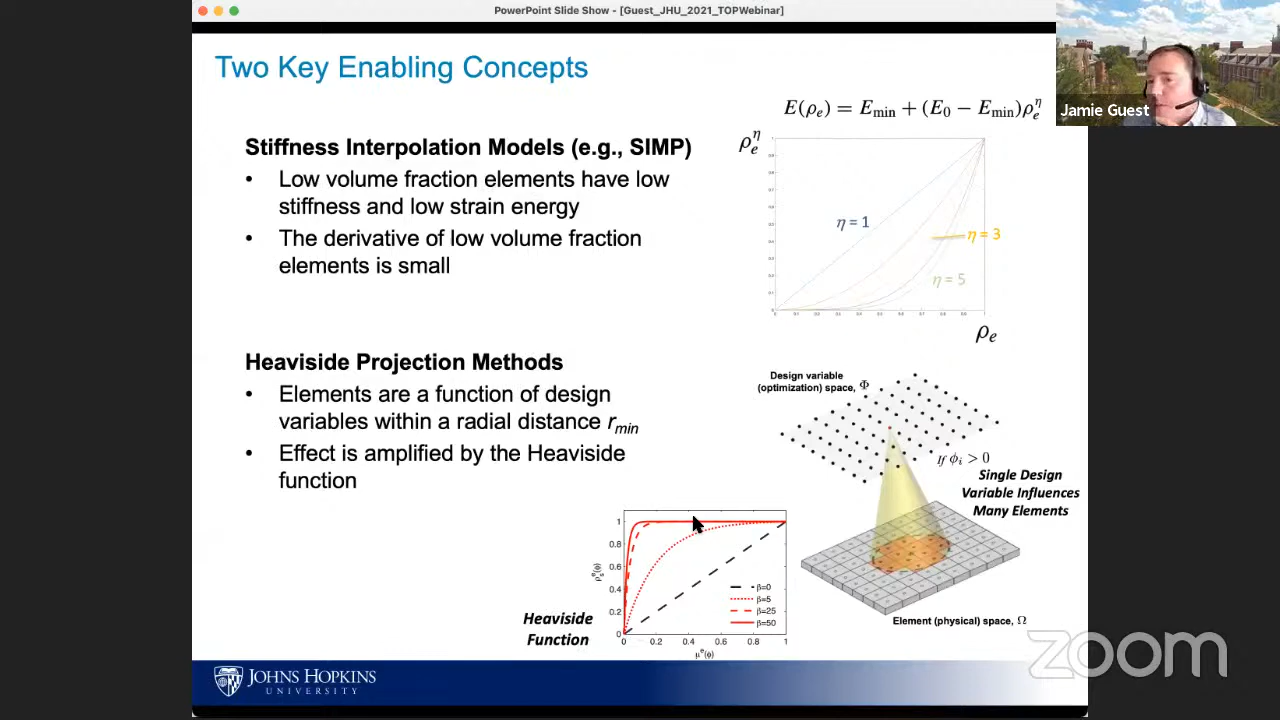 PowerPoint Slide Show - [Guest_JHU_2021_TOPWebinar]
Two Key Enabling Concepts
Jamie Guest
E(ρe) = Emin + (E0 − Emin)ρe^η
Stiffness Interpolation Models (e.g., SIMP)
• Low volume fraction elements have low
stiffness and low strain energy
• The derivative of low volume fraction
elements is small
ρe^η
η = 1
η = 3
η = 5
ρe
Heaviside Projection Methods
• Elements are a function of design
variables within a radial distance rmin
• Effect is amplified by the Heaviside
function
Design variable
(optimization) space, Φ
If ϕi > 0
Single Design
Variable Influences
Many Elements
Element (physical) space, Ω
Heaviside
Function
1
0.8
0.6
0.4
0.2
0
0 0.2 0.4 0.6 0.8 1
β=0
β=5
β=25
β=50
μe(ϕ)
JOHNS HOPKINS
UNIVERSITY
zoom